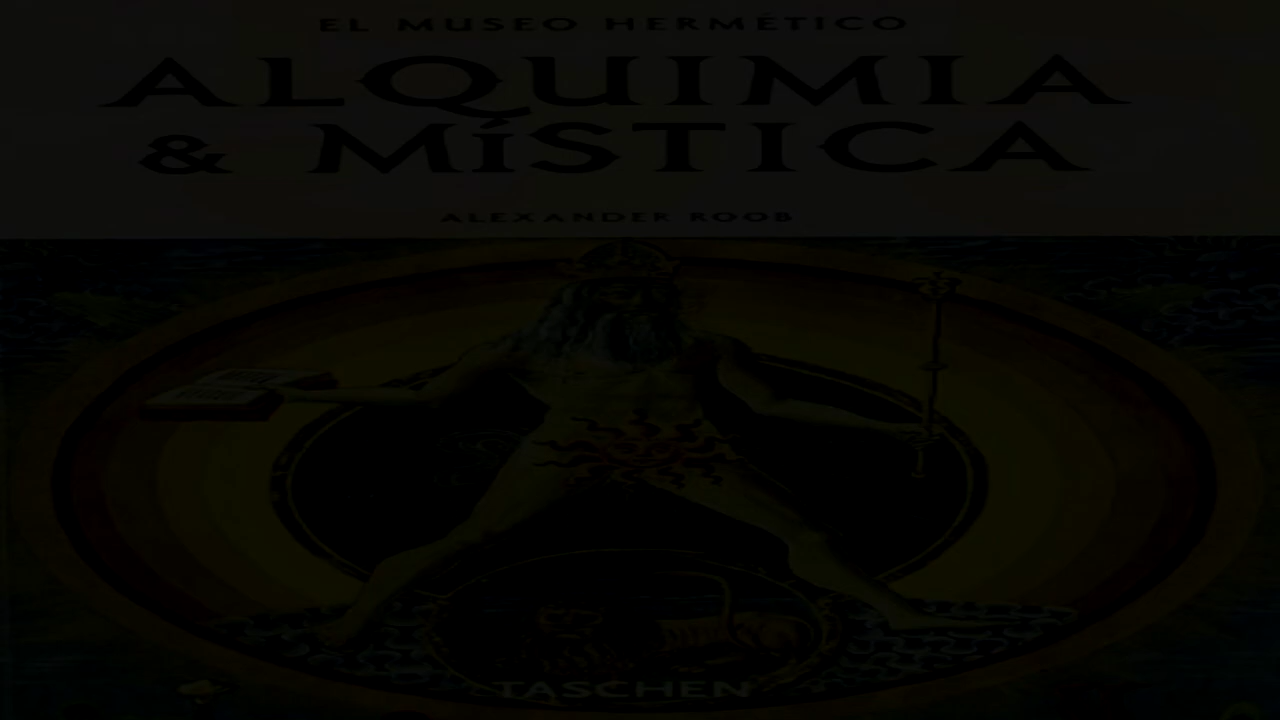 EL MUSEO HERMÉTICO
ALQUIMIA
& MíSTICA
ALEXANDER ROOB
TASCHEN